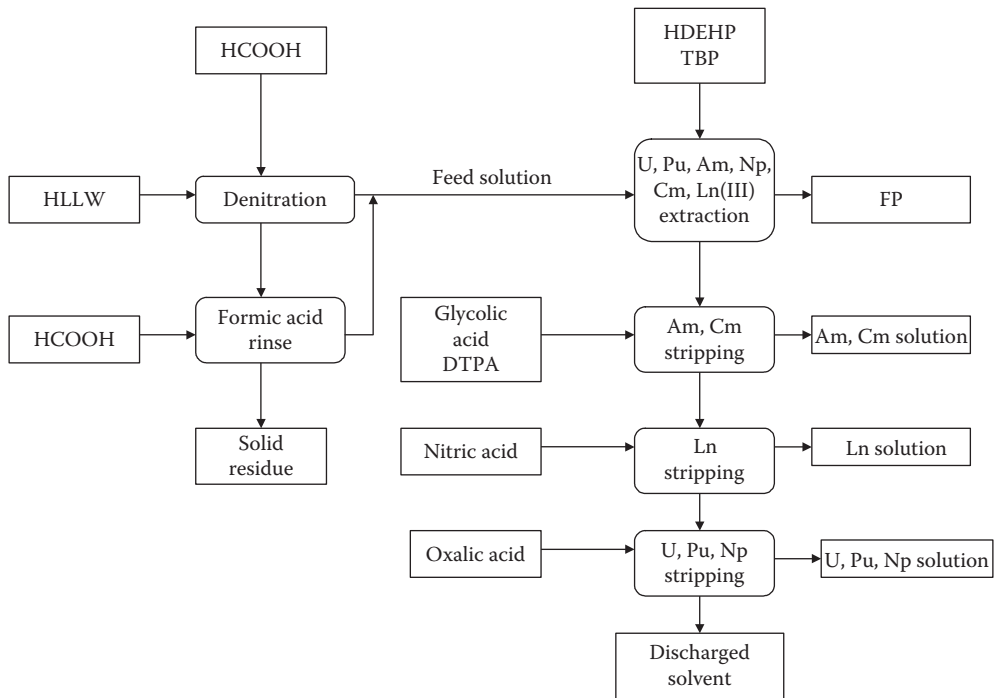 HCOOH
HDEHP
TBP
HLLW
Denitration
Feed solution
U, Pu, Am, Np,
Cm, Ln(III)
extraction
FP
HCOOH
Formic acid
rinse
Glycolic
acid
DTPA
Am, Cm
stripping
Am, Cm solution
Solid
residue
Nitric acid
Ln
stripping
Ln solution
Oxalic acid
U, Pu, Np
stripping
U, Pu, Np solution
Discharged
solvent